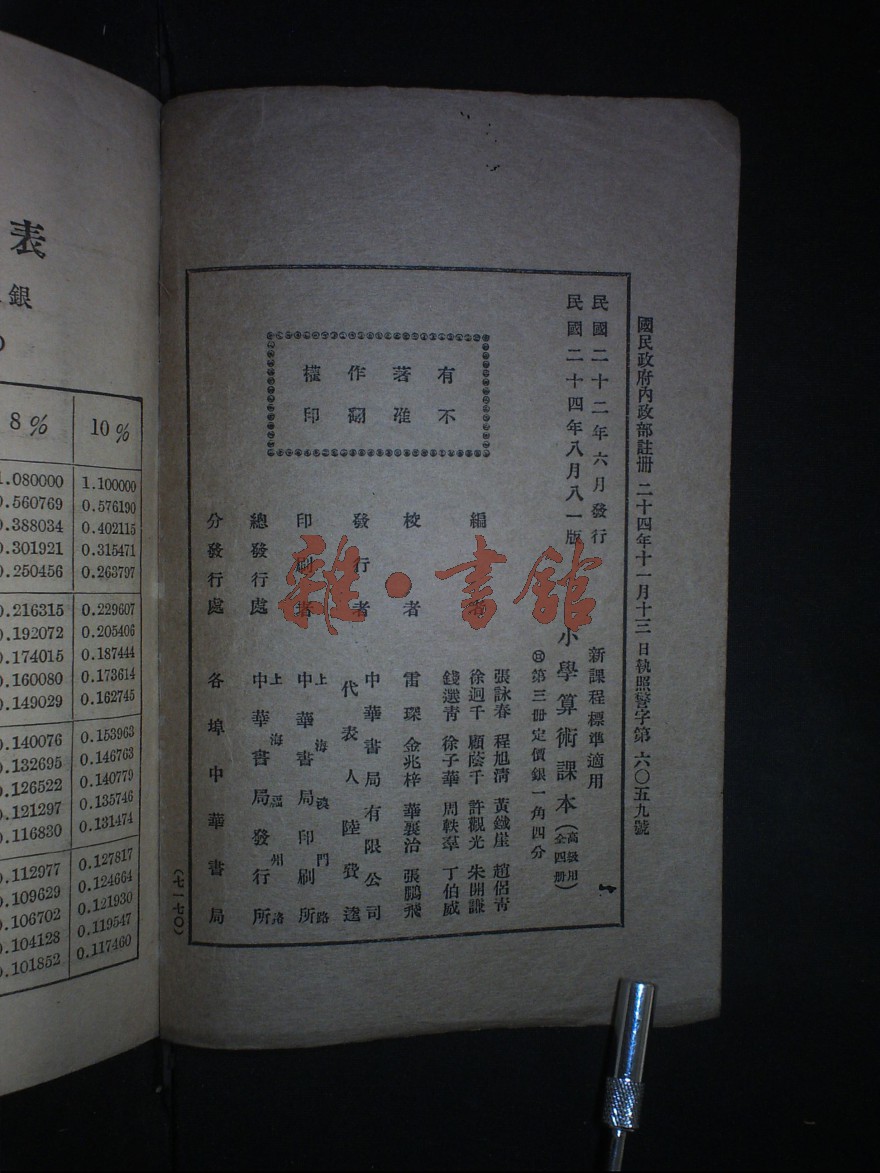 國民政府內政部註冊 二十四年十一月十三日執照警字第六〇五九號
民國二十二年六月發行
民國二十四年八月八一版
新課程標準適用
小學算術課本(高級用全四冊)
第三冊定價銀一角四分
有著作權
不准翻印
編者
張詠春 程旭清 黃鐵崖 趙侶青
徐迥千 顧蔭千 許觀光 朱開謙
錢選青 徐子華 周軼羣 丁伯威
校者
雷琛 金兆梓 華襄治 張鵬飛
發行者
中華書局有限公司
代表人 陸費逵
印刷者
上海澳門路
中華書局印刷所
總發行處
上海福州路
中華書局發行所
分發行處
各埠中華書局
(七一七〇)
雜·書館
表
銀
8% 10%
1.080000 1.100000
0.560769 0.576190
0.388034 0.402115
0.301921 0.315471
0.250456 0.263797
0.216315 0.229607
0.192072 0.205406
0.174015 0.187444
0.160080 0.173614
0.149029 0.162745
0.140076 0.153963
0.132695 0.146763
0.126522 0.140779
0.121297 0.135746
0.116830 0.131474
0.112977 0.127817
0.109629 0.124664
0.106702 0.121930
0.104128 0.119547
0.101852 0.117460